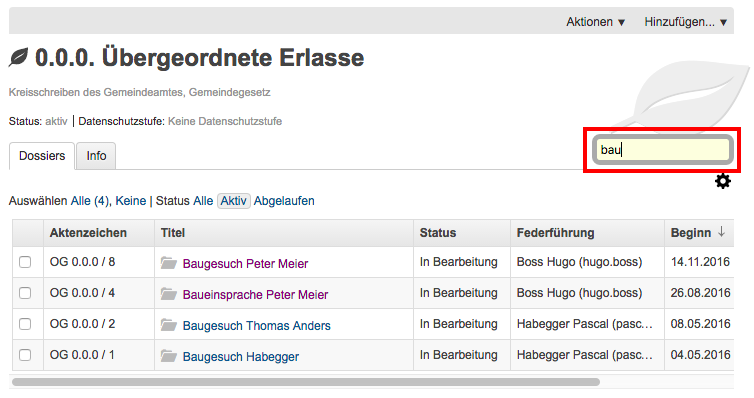 Aktionen ▼ Hinzufügen... ▼
0.0.0. Übergeordnete Erlasse
Kreisschreiben des Gemeindeamtes, Gemeindegesetz
Status: aktiv | Datenschutzstufe: Keine Datenschutzstufe
Dossiers Info
bau
Auswählen Alle (4), Keine | Status Alle Aktiv Abgelaufen
Aktenzeichen Titel Status Federführung Beginn ↓
OG 0.0.0 / 8 Baugesuch Peter Meier In Bearbeitung Boss Hugo (hugo.boss) 14.11.2016
OG 0.0.0 / 4 Baueinsprache Peter Meier In Bearbeitung Boss Hugo (hugo.boss) 26.08.2016
OG 0.0.0 / 2 Baugesuch Thomas Anders In Bearbeitung Habegger Pascal (pasc... 08.05.2016
OG 0.0.0 / 1 Baugesuch Habegger In Bearbeitung Habegger Pascal (pasc... 04.05.2016